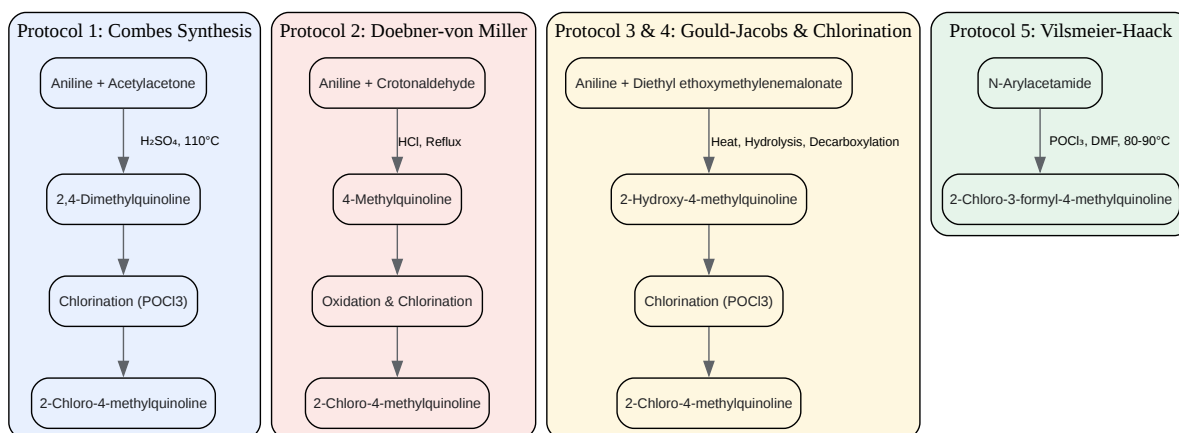 Protocol 1: Combes Synthesis
Aniline + Acetylacetone
H₂SO₄, 110°C
2,4-Dimethylquinoline
Chlorination (POCl3)
2-Chloro-4-methylquinoline
Protocol 2: Doebner-von Miller
Aniline + Crotonaldehyde
HCl, Reflux
4-Methylquinoline
Oxidation & Chlorination
2-Chloro-4-methylquinoline
Protocol 3 & 4: Gould-Jacobs & Chlorination
Aniline + Diethyl ethoxymethylenemalonate
Heat, Hydrolysis, Decarboxylation
2-Hydroxy-4-methylquinoline
Chlorination (POCl3)
2-Chloro-4-methylquinoline
Protocol 5: Vilsmeier-Haack
N-Arylacetamide
POCl₃, DMF, 80-90°C
2-Chloro-3-formyl-4-methylquinoline